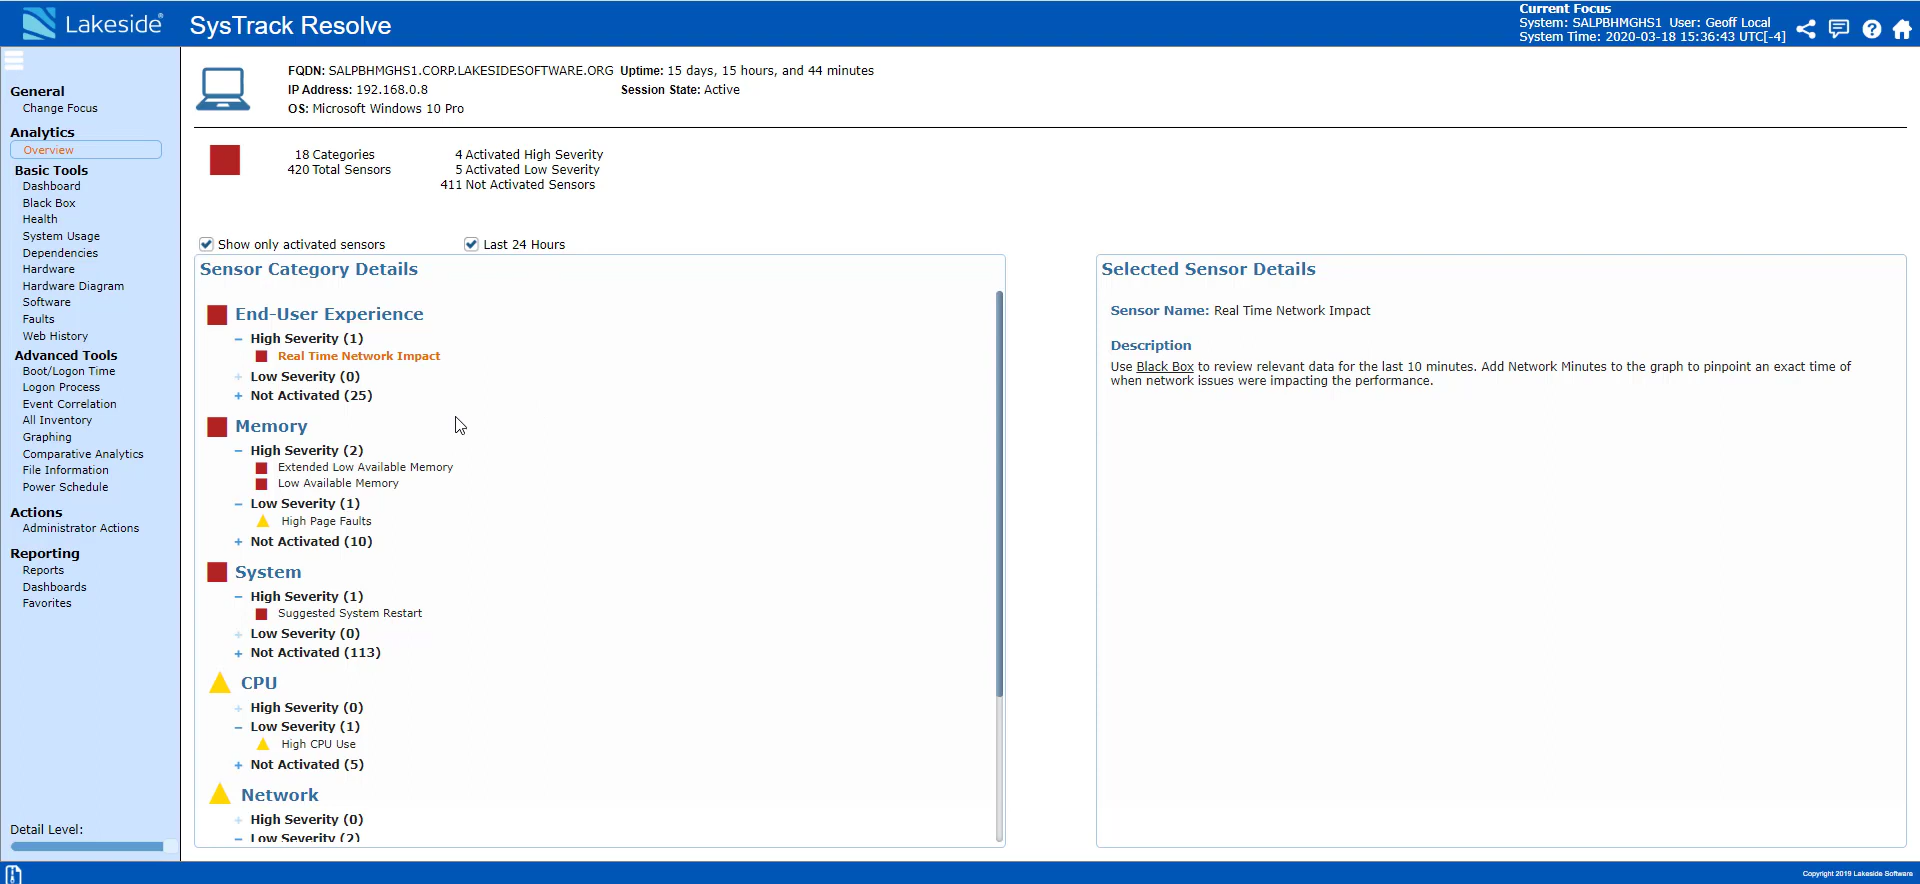 Lakeside®
SysTrack Resolve
Current Focus
System: SALPBHMGHS1 User: Geoff Local
System Time: 2020-03-18 15:36:43 UTC[-4]
General
Change Focus
Analytics
Overview
Basic Tools
Dashboard
Black Box
Health
System Usage
Dependencies
Hardware
Hardware Diagram
Software
Faults
Web History
Advanced Tools
Boot/Logon Time
Logon Process
Event Correlation
All Inventory
Graphing
Comparative Analytics
File Information
Power Schedule
Actions
Administrator Actions
Reporting
Reports
Dashboards
Favorites
Detail Level:
FQDN: SALPBHMGHS1.CORP.LAKESIDESOFTWARE.ORG Uptime: 15 days, 15 hours, and 44 minutes
IP Address: 192.168.0.8 Session State: Active
OS: Microsoft Windows 10 Pro
18 Categories 4 Activated High Severity
420 Total Sensors 5 Activated Low Severity
411 Not Activated Sensors
Show only activated sensors Last 24 Hours
Sensor Category Details
End-User Experience
− High Severity (1)
Real Time Network Impact
+ Low Severity (0)
+ Not Activated (25)
Memory
− High Severity (2)
Extended Low Available Memory
Low Available Memory
− Low Severity (1)
High Page Faults
+ Not Activated (10)
System
− High Severity (1)
Suggested System Restart
+ Low Severity (0)
+ Not Activated (113)
CPU
+ High Severity (0)
− Low Severity (1)
High CPU Use
+ Not Activated (5)
Network
+ High Severity (0)
− Low Severity (2)
Selected Sensor Details
Sensor Name: Real Time Network Impact
Description
Use Black Box to review relevant data for the last 10 minutes. Add Network Minutes to the graph to pinpoint an exact time of
when network issues were impacting the performance.
Copyright 2019 Lakeside Software